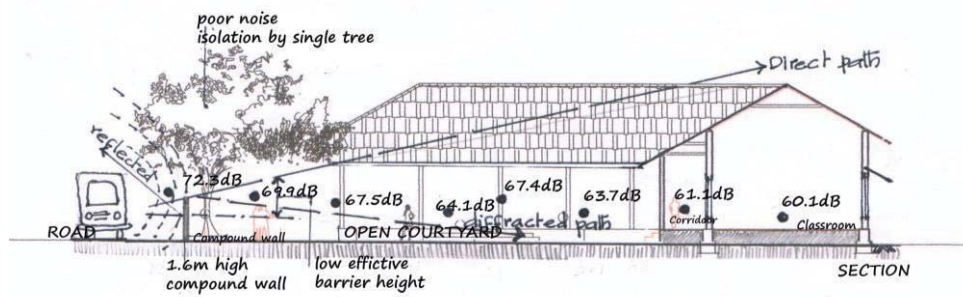 poor noise
isolation by single tree
Direct path
reflected
72.3dB
69.9dB
67.5dB
64.1dB
67.4dB
63.7dB
61.1dB
60.1dB
diffracted path
Corridor
Classroom
ROAD
Compound wall
OPEN COURTYARD
1.6m high
compound wall
low effictive
barrier height
SECTION